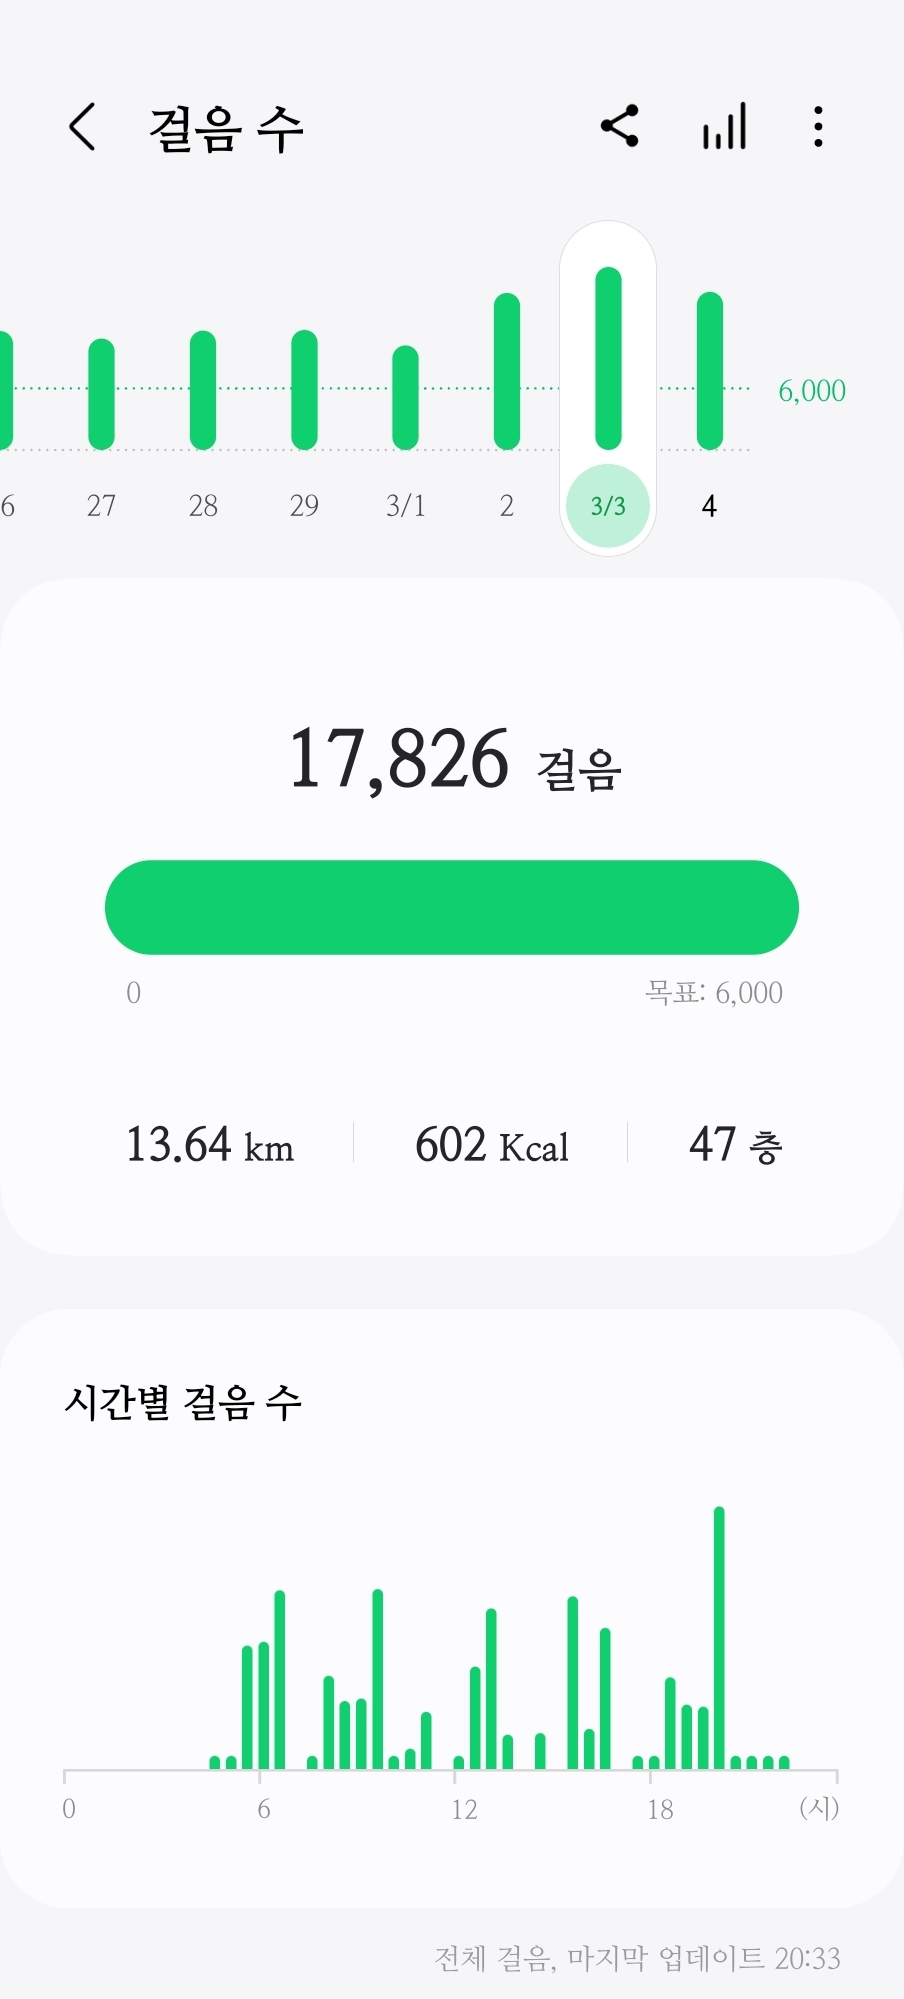 걸음 수
6,000
6 27 28 29 3/1 2 3/3 4
17,826 걸음
0 목표: 6,000
13.64 km 602 Kcal 47 층
시간별 걸음 수
0 6 12 18 (시)
전체 걸음, 마지막 업데이트 20:33